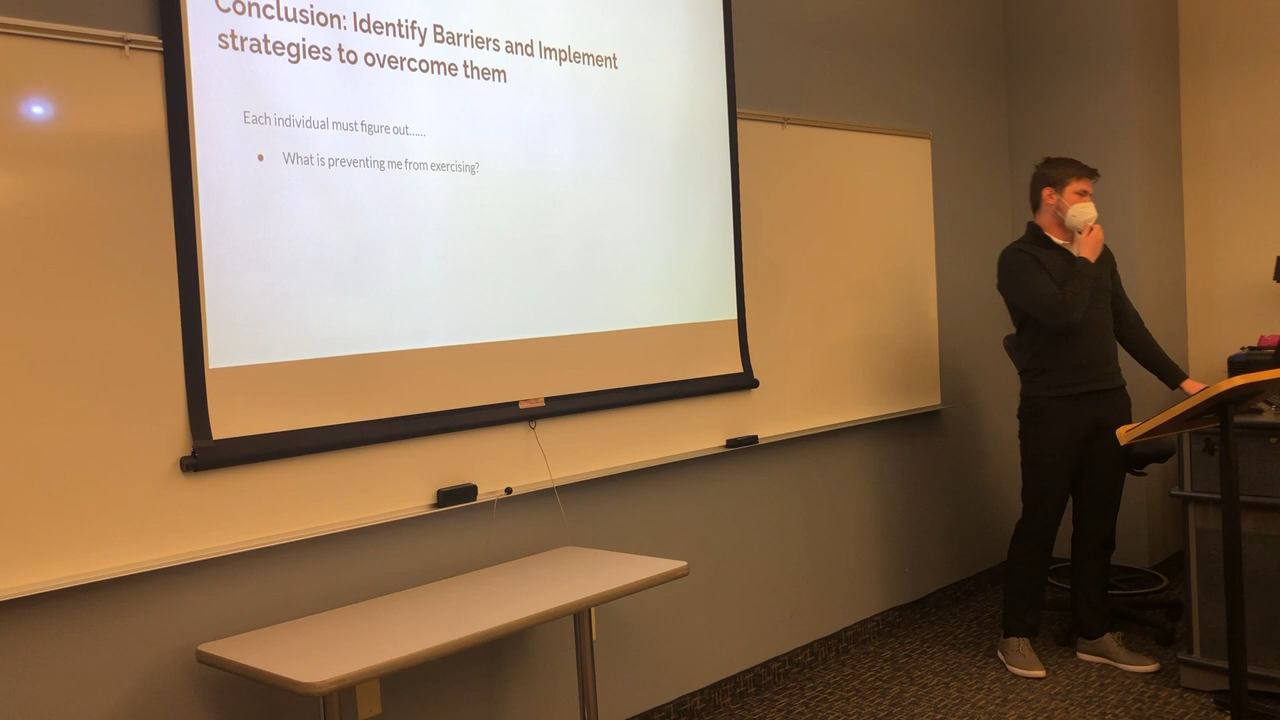 Conclusion: Identify Barriers and Implement
strategies to overcome them
Each individual must figure out......
• What is preventing me from exercising?